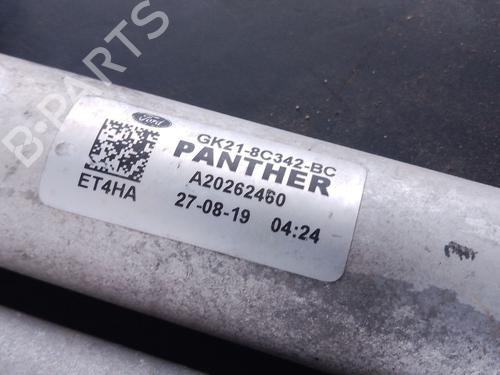 B-PARTS
Ford
GK21-8C342-BC
PANTHER
ET4HA
A20262460
27-08-19 04:24